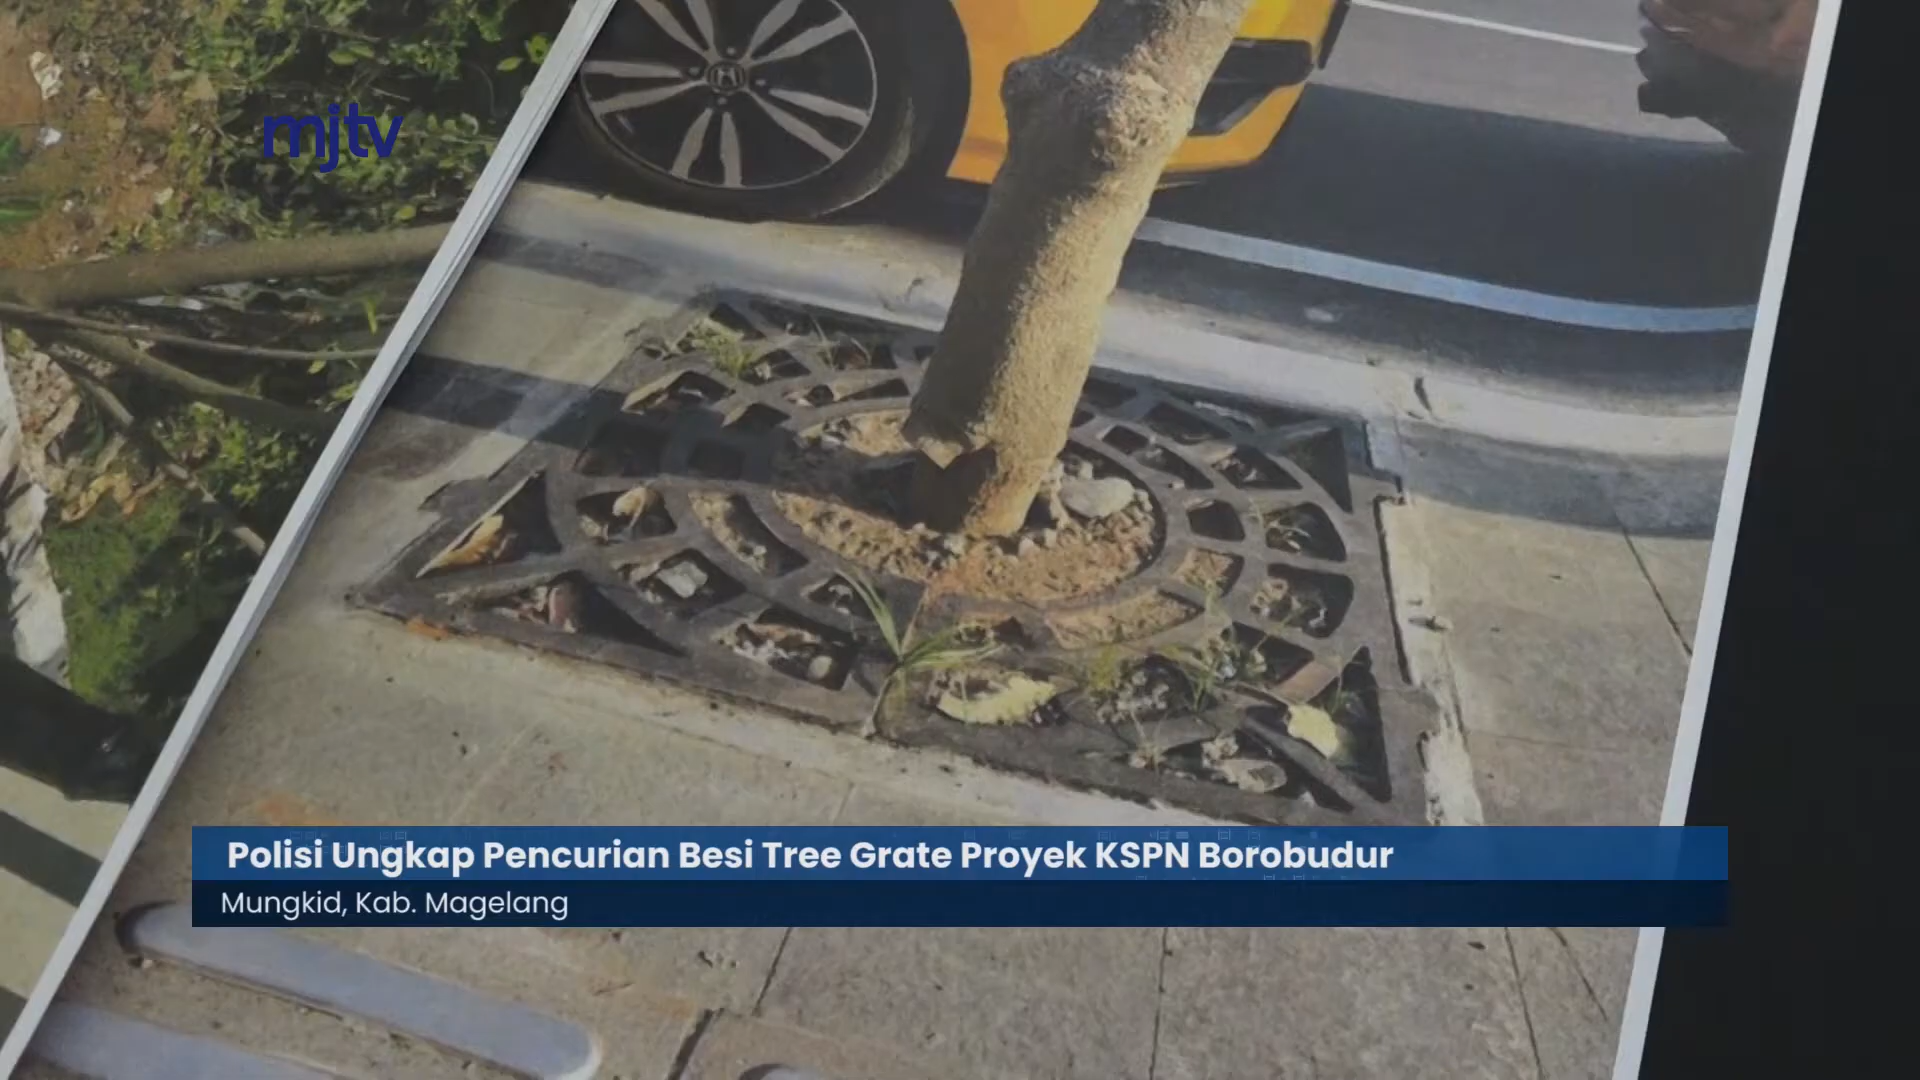 mjtv
Polisi Ungkap Pencurian Besi Tree Grate Proyek KSPN Borobudur
Mungkid, Kab. Magelang